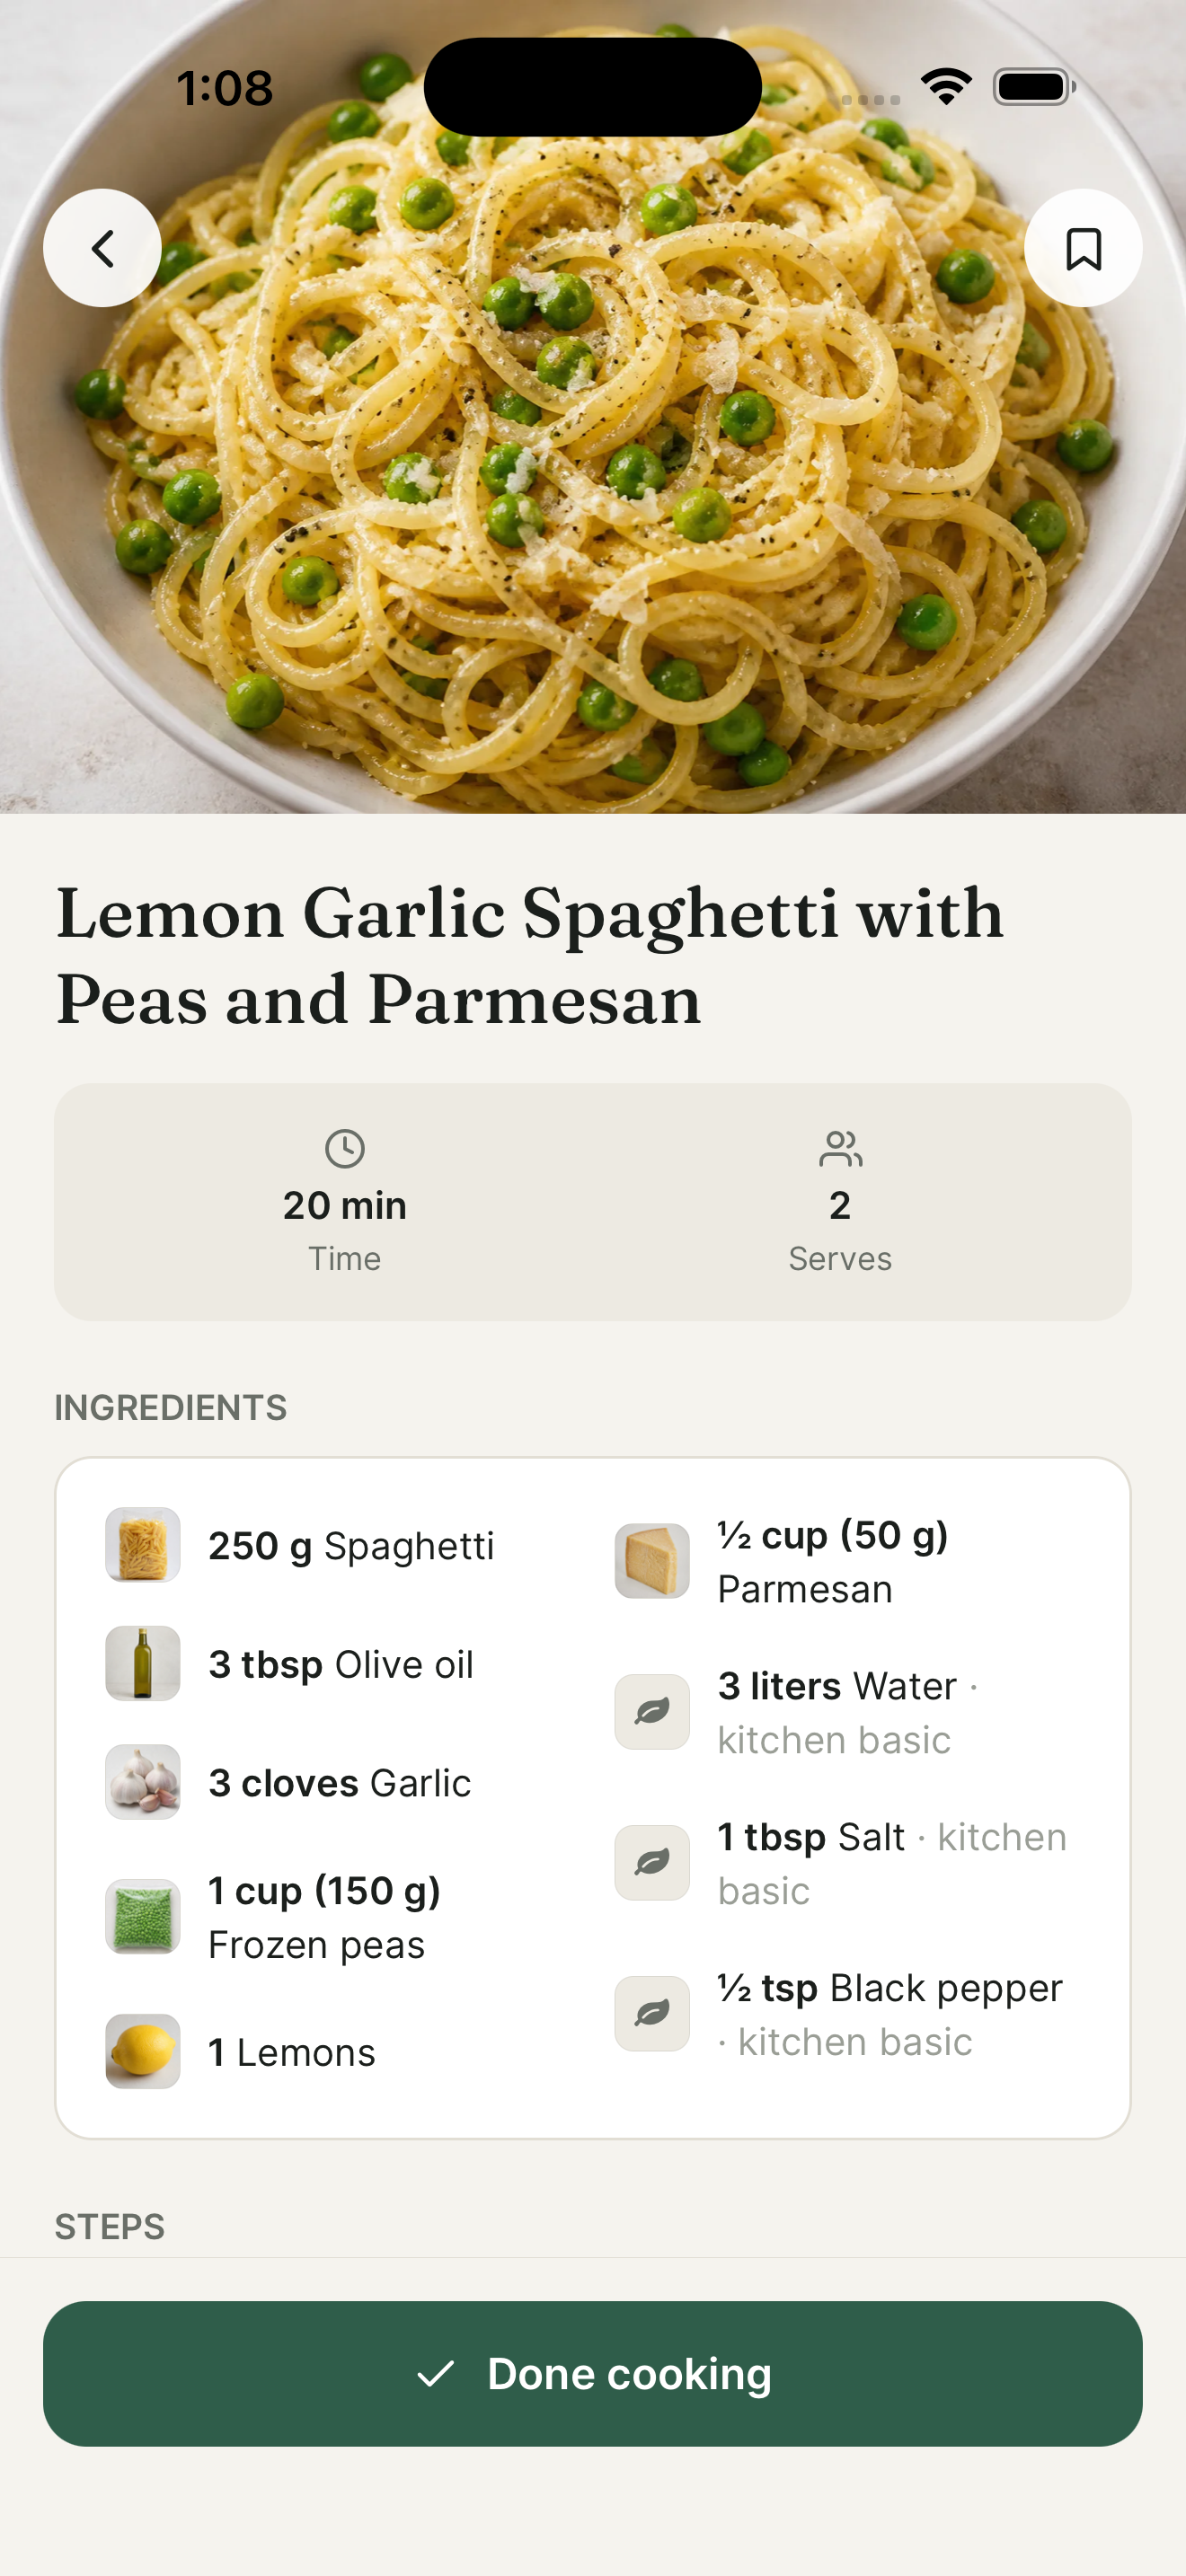 1:08
Lemon Garlic Spaghetti with
Peas and Parmesan
20 min
Time
2
Serves
INGREDIENTS
250 g Spaghetti
3 tbsp Olive oil
3 cloves Garlic
1 cup (150 g)
Frozen peas
1 Lemons
½ cup (50 g)
Parmesan
3 liters Water ·
kitchen basic
1 tbsp Salt · kitchen
basic
½ tsp Black pepper
· kitchen basic
STEPS
Done cooking